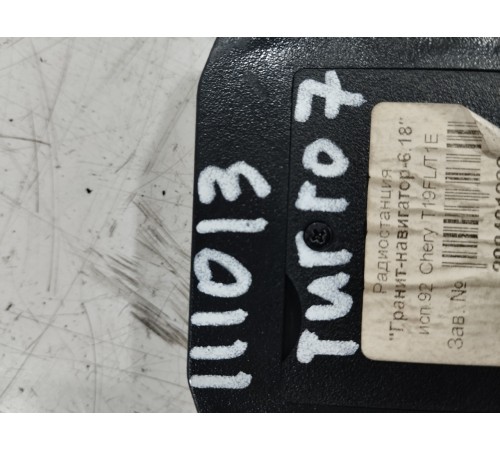 111013
Тигго 7
Радиостанция
"Гранит-навигатор-6.18"
исп.92 Chery T19FL/T1E
Зав. №